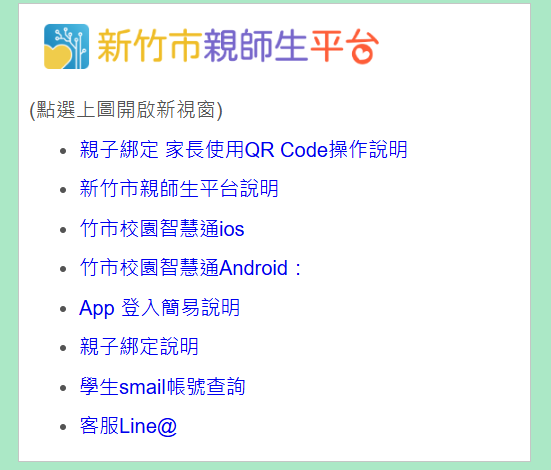 新竹市親師生平台
(點選上圖開啟新視窗)
親子綁定 家長使用QR Code操作說明
新竹市親師生平台說明
竹市校園智慧通ios
竹市校園智慧通Android：
App 登入簡易說明
親子綁定說明
學生smail帳號查詢
客服Line@